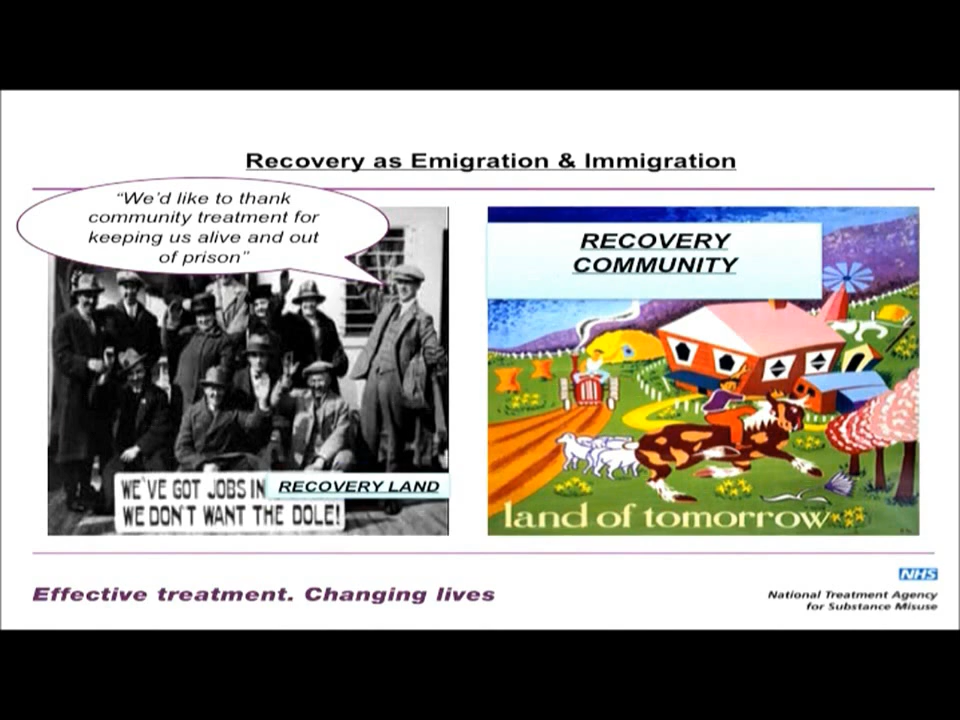 Recovery as Emigration & Immigration
“We’d like to thank
community treatment for
keeping us alive and out
of prison”
RECOVERY
COMMUNITY
WE'VE GOT JOBS IN RECOVERY LAND
WE DON'T WANT THE DOLE!
land of tomorrow
Effective treatment. Changing lives
NHS
National Treatment Agency
for Substance Misuse